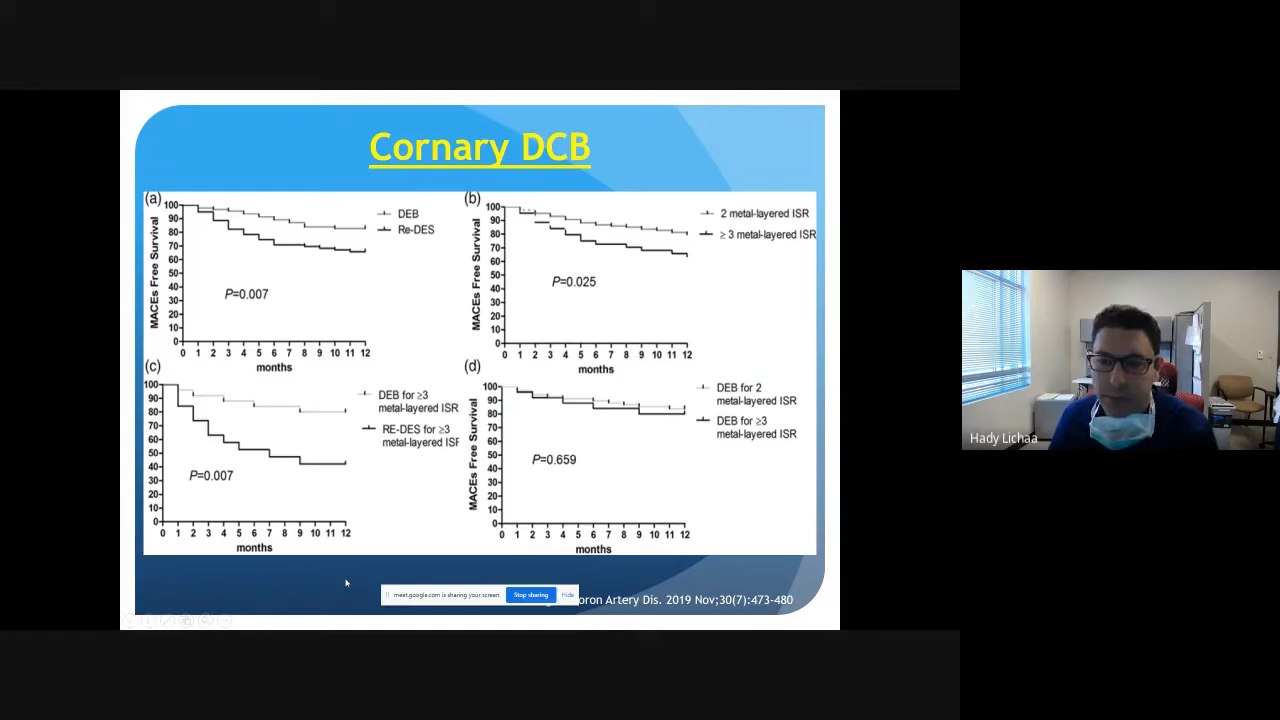 Cornary DCB
(a)
MACEs Free Survival
100
90
80
70
60
50
40
30
20
10
0
0 1 2 3 4 5 6 7 8 9 10 11 12
months
DEB
Re-DES
P=0.007
(b)
MACEs Free Survival
100
90
80
70
60
50
40
30
20
10
0
0 1 2 3 4 5 6 7 8 9 10 11 12
months
2 metal-layered ISR
≥ 3 metal-layered ISR
P=0.025
(c)
100
90
80
70
60
50
40
30
20
10
0
0 1 2 3 4 5 6 7 8 9 10 11 12
months
DEB for ≥3
metal-layered ISR
RE-DES for ≥3
metal-layered ISF
P=0.007
(d)
MACEs Free Survival
100
90
80
70
60
50
40
30
20
10
0
0 1 2 3 4 5 6 7 8 9 10 11 12
months
DEB for 2
metal-layered ISR
DEB for ≥3
metal-layered ISR
P=0.659
meet.google.com is sharing your screen.
Stop sharing
Hide
oron Artery Dis. 2019 Nov;30(7):473-480
Hady Lichaa